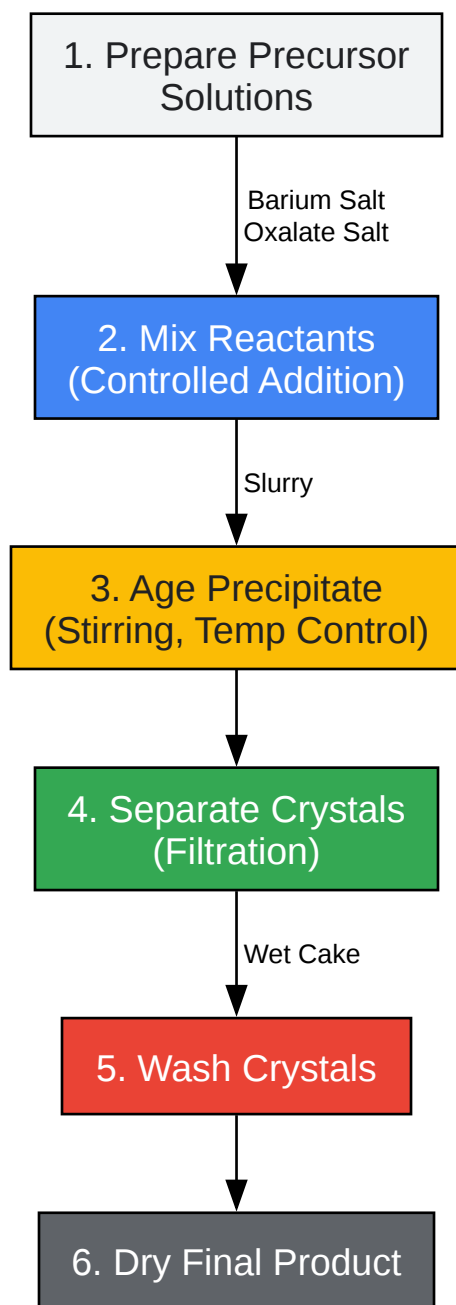 1. Prepare Precursor
Solutions
Barium Salt
Oxalate Salt
2. Mix Reactants
(Controlled Addition)
Slurry
3. Age Precipitate
(Stirring, Temp Control)
4. Separate Crystals
(Filtration)
Wet Cake
5. Wash Crystals
6. Dry Final Product